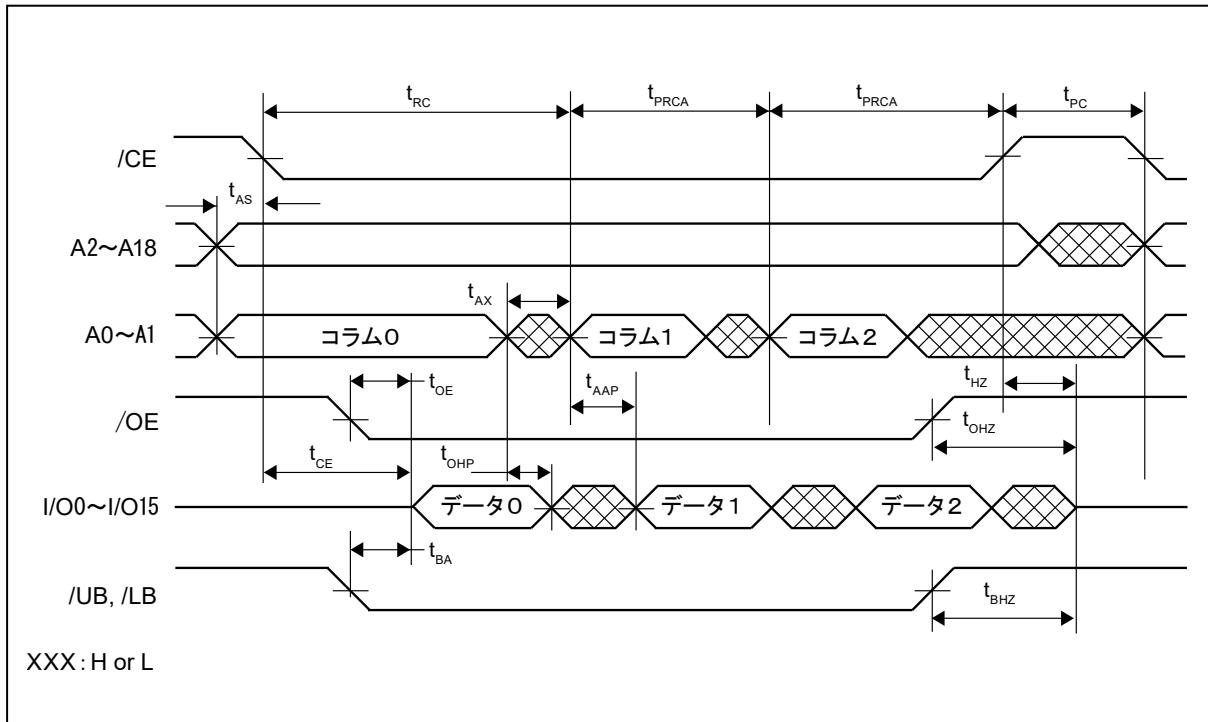 tRC
tPRCA
tPRCA
tPC
/CE
tAS
A2～A18
tAX
A0～A1
コラム0
コラム1
コラム2
tOE
tAAP
tHZ
/OE
tOHZ
tCE
tOHP
I/O0～I/O15
データ0
データ1
データ2
tBA
/UB, /LB
tBHZ
XXX : H or L